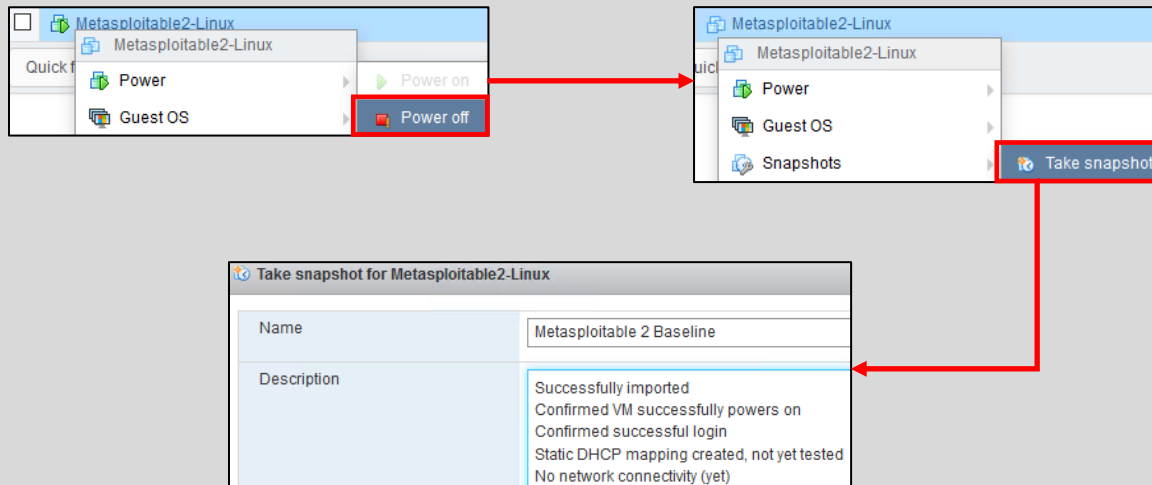 Metasploitable2-Linux
Metasploitable2-Linux
Quick f
Power
Power on
Guest OS
Power off
Metasploitable2-Linux
Metasploitable2-Linux
uicl
Power
Guest OS
Snapshots
Take snapshot
Take snapshot for Metasploitable2-Linux
Name
Metasploitable 2 Baseline
Description
Successfully imported
Confirmed VM successfully powers on
Confirmed successful login
Static DHCP mapping created, not yet tested
No network connectivity (yet)